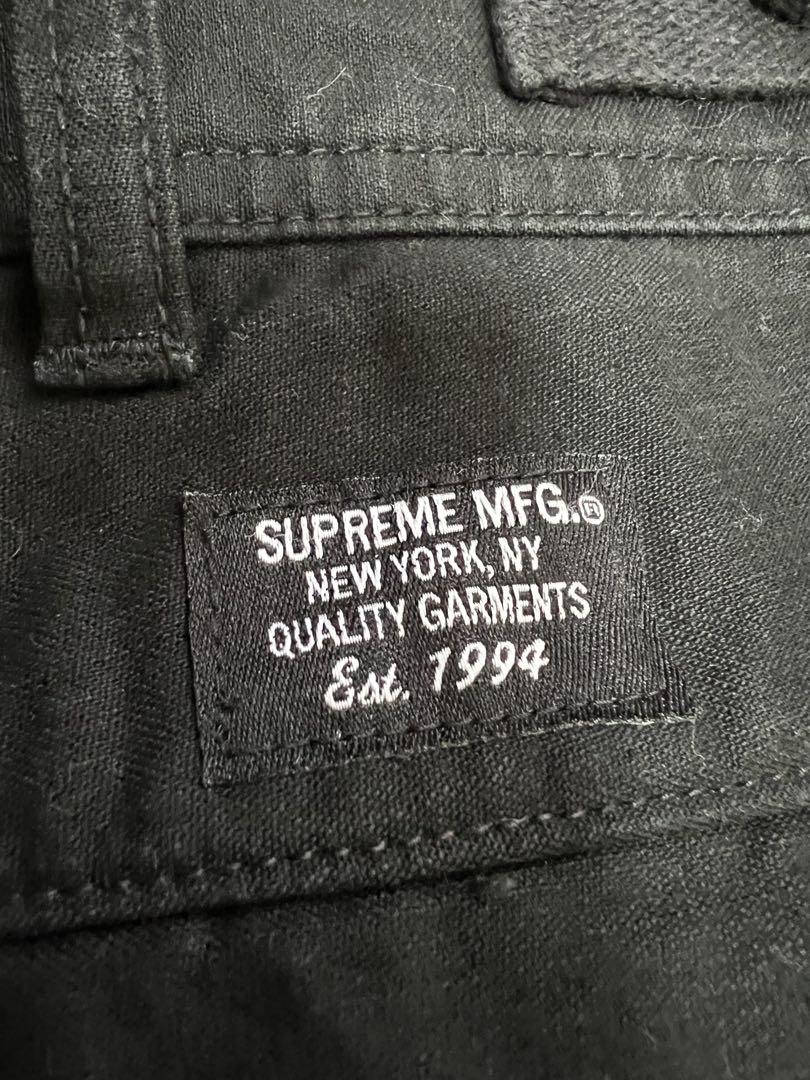 SUPREME MFG.®
NEW YORK, NY
QUALITY GARMENTS
Est. 1994